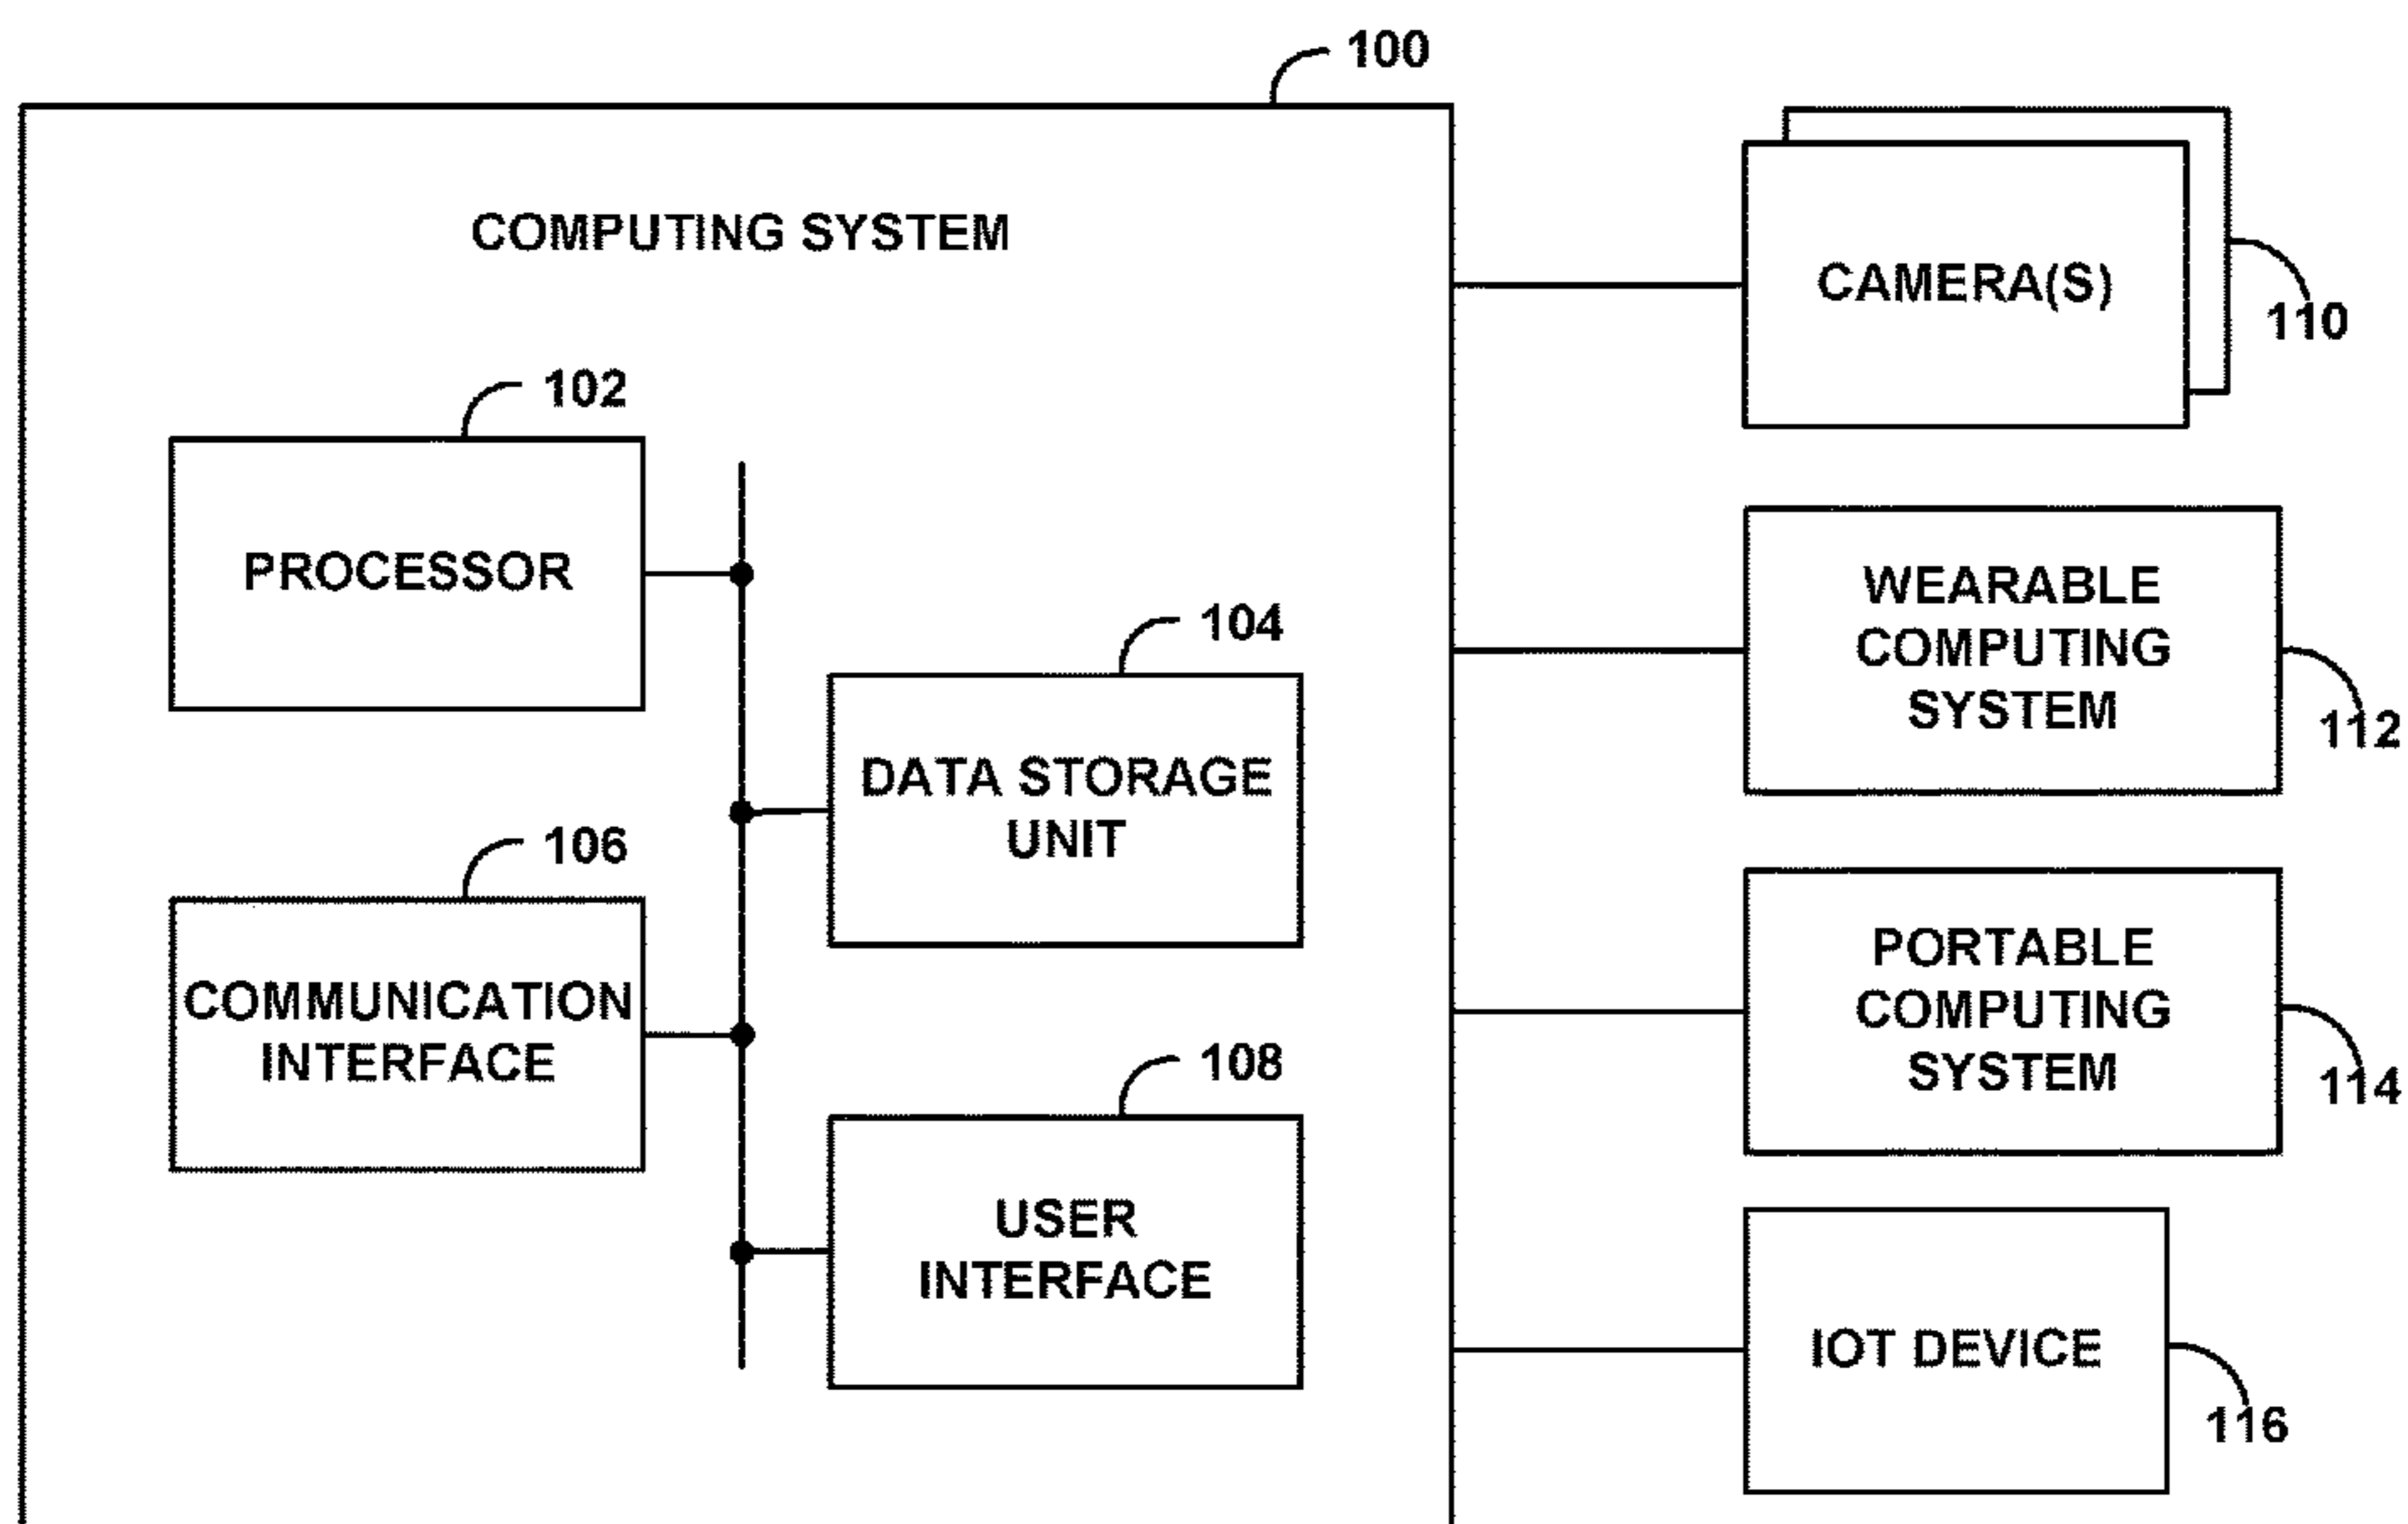 100
COMPUTING SYSTEM
CAMERA(S)
110
102
PROCESSOR
104
DATA STORAGE
UNIT
106
COMMUNICATION
INTERFACE
108
USER
INTERFACE
WEARABLE
COMPUTING
SYSTEM
112
PORTABLE
COMPUTING
SYSTEM
114
IOT DEVICE
116